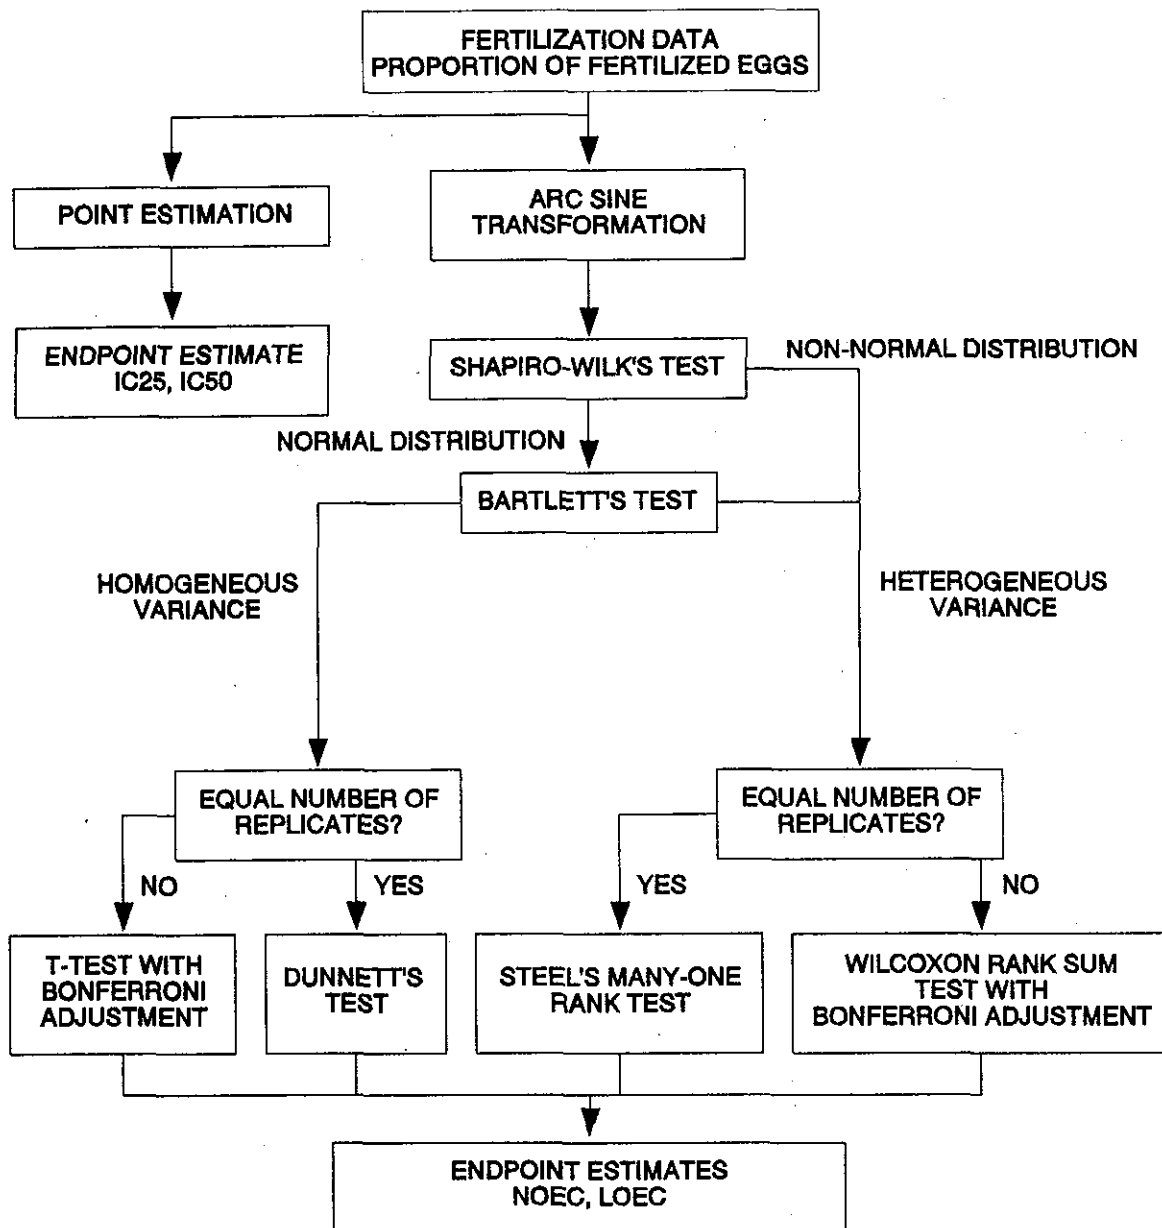 FERTILIZATION DATA
PROPORTION OF FERTILIZED EGGS
POINT ESTIMATION
ARC SINE
TRANSFORMATION
ENDPOINT ESTIMATE
IC25, IC50
SHAPIRO-WILK'S TEST
NON-NORMAL DISTRIBUTION
NORMAL DISTRIBUTION
BARTLETT'S TEST
HOMOGENEOUS
VARIANCE
HETEROGENEOUS
VARIANCE
EQUAL NUMBER OF
REPLICATES?
EQUAL NUMBER OF
REPLICATES?
NO
YES
YES
NO
T-TEST WITH
BONFERRONI
ADJUSTMENT
DUNNETT'S
TEST
STEEL'S MANY-ONE
RANK TEST
WILCOXON RANK SUM
TEST WITH
BONFERRONI ADJUSTMENT
ENDPOINT ESTIMATES
NOEC, LOEC